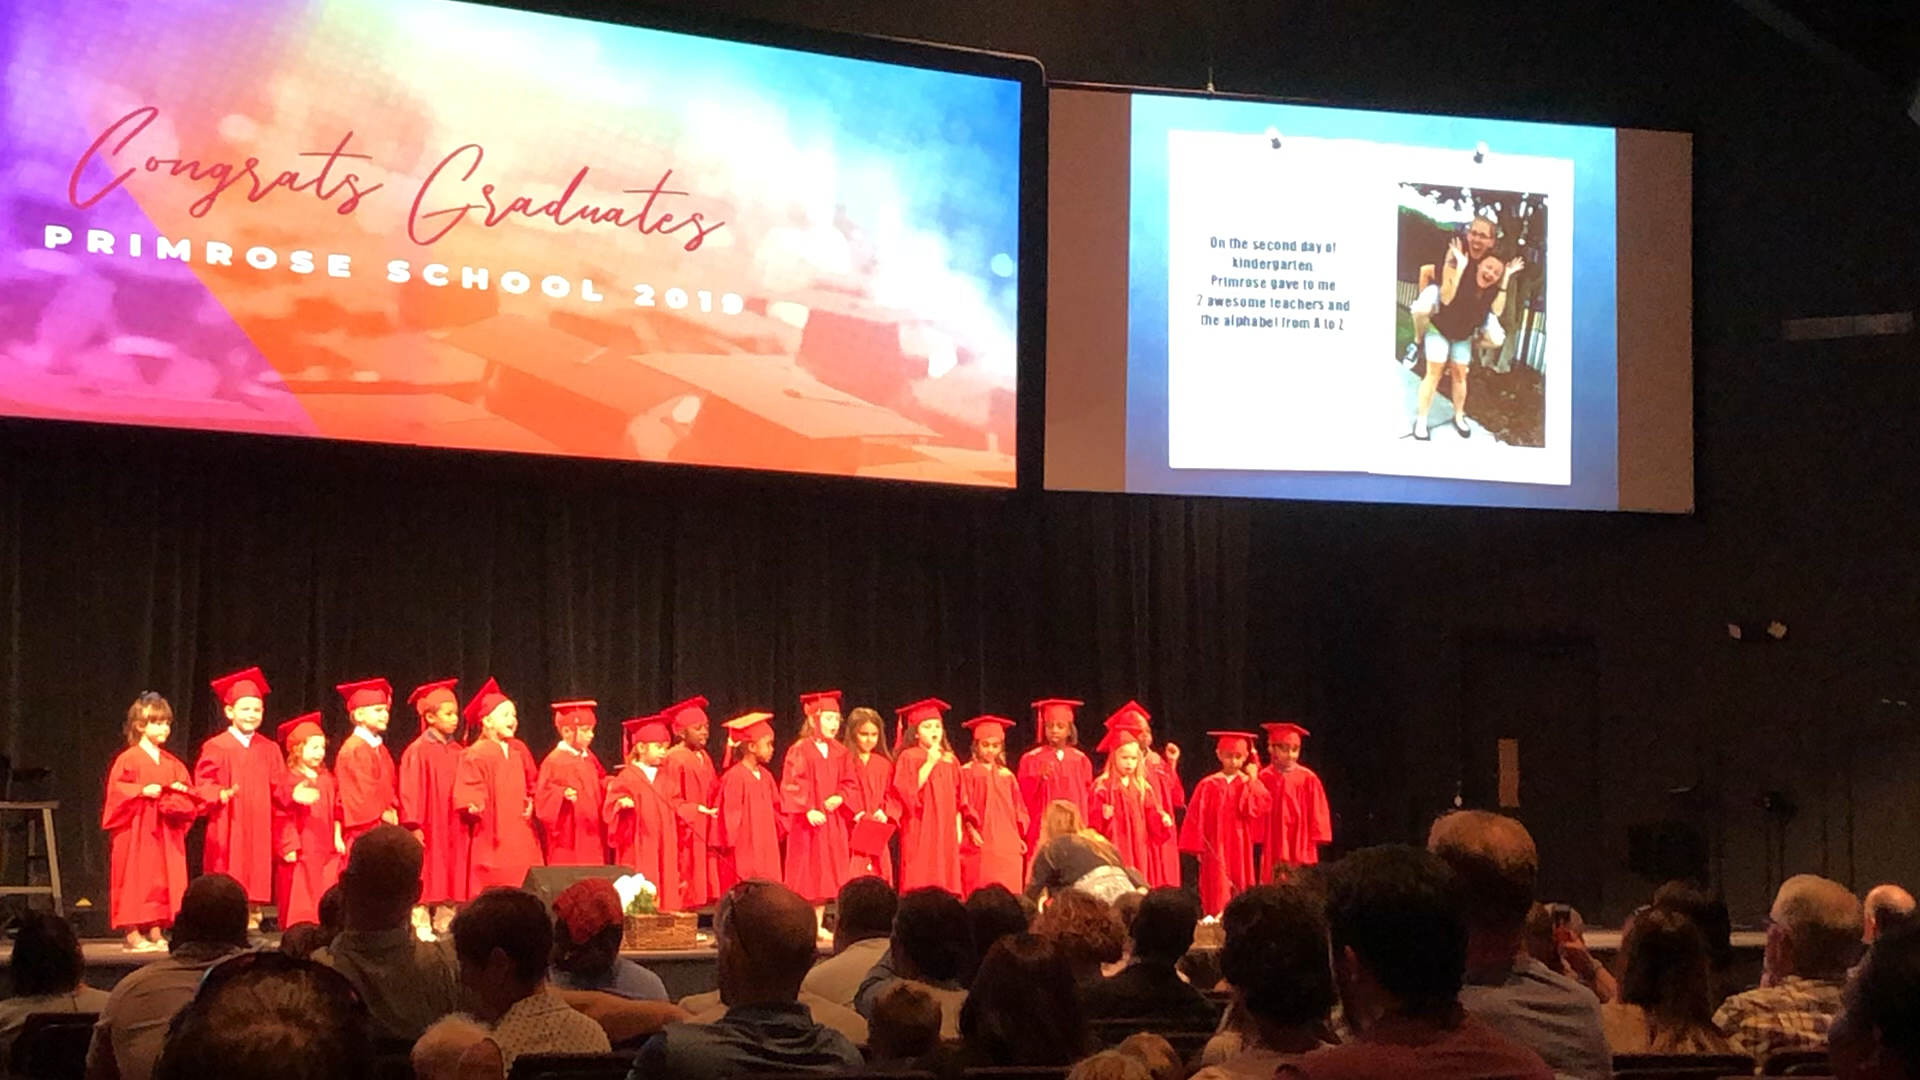 Congrats Graduates
PRIMROSE SCHOOL 2019
On the second day of
kindergarten
Primrose gave to me
2 awesome teachers and
the alphabet from A to Z